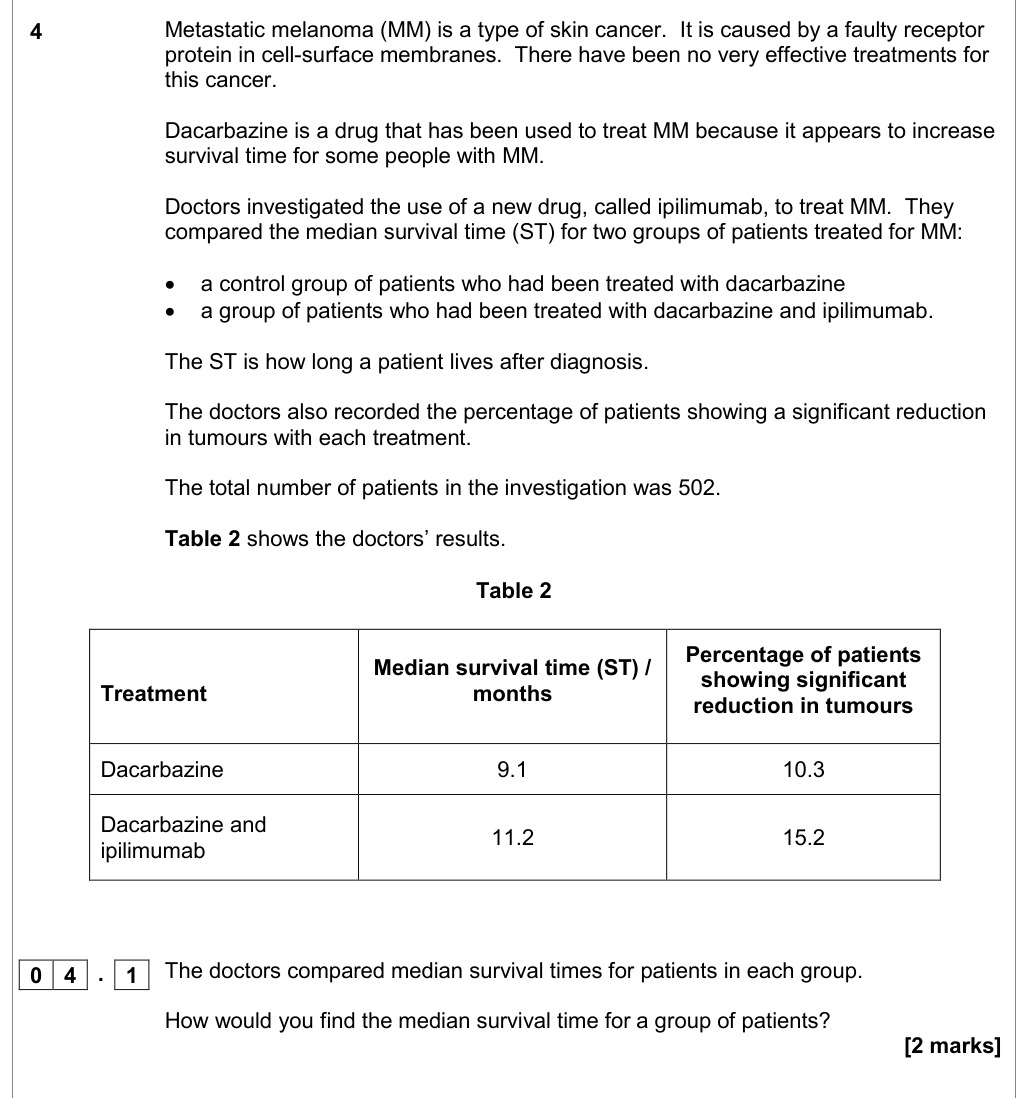 4 Metastatic melanoma (MM) is a type of skin cancer. It is caused by a faulty receptor
protein in cell-surface membranes. There have been no very effective treatments for
this cancer.
Dacarbazine is a drug that has been used to treat MM because it appears to increase
survival time for some people with MM.
Doctors investigated the use of a new drug, called ipilimumab, to treat MM. They
compared the median survival time (ST) for two groups of patients treated for MM:
• a control group of patients who had been treated with dacarbazine
• a group of patients who had been treated with dacarbazine and ipilimumab.
The ST is how long a patient lives after diagnosis.
The doctors also recorded the percentage of patients showing a significant reduction
in tumours with each treatment.
The total number of patients in the investigation was 502.
Table 2 shows the doctors’ results.
Table 2
Treatment
Median survival time (ST) /
months
Percentage of patients
showing significant
reduction in tumours
Dacarbazine 9.1 10.3
Dacarbazine and
ipilimumab
11.2 15.2
0 4 . 1 The doctors compared median survival times for patients in each group.
How would you find the median survival time for a group of patients?
[2 marks]